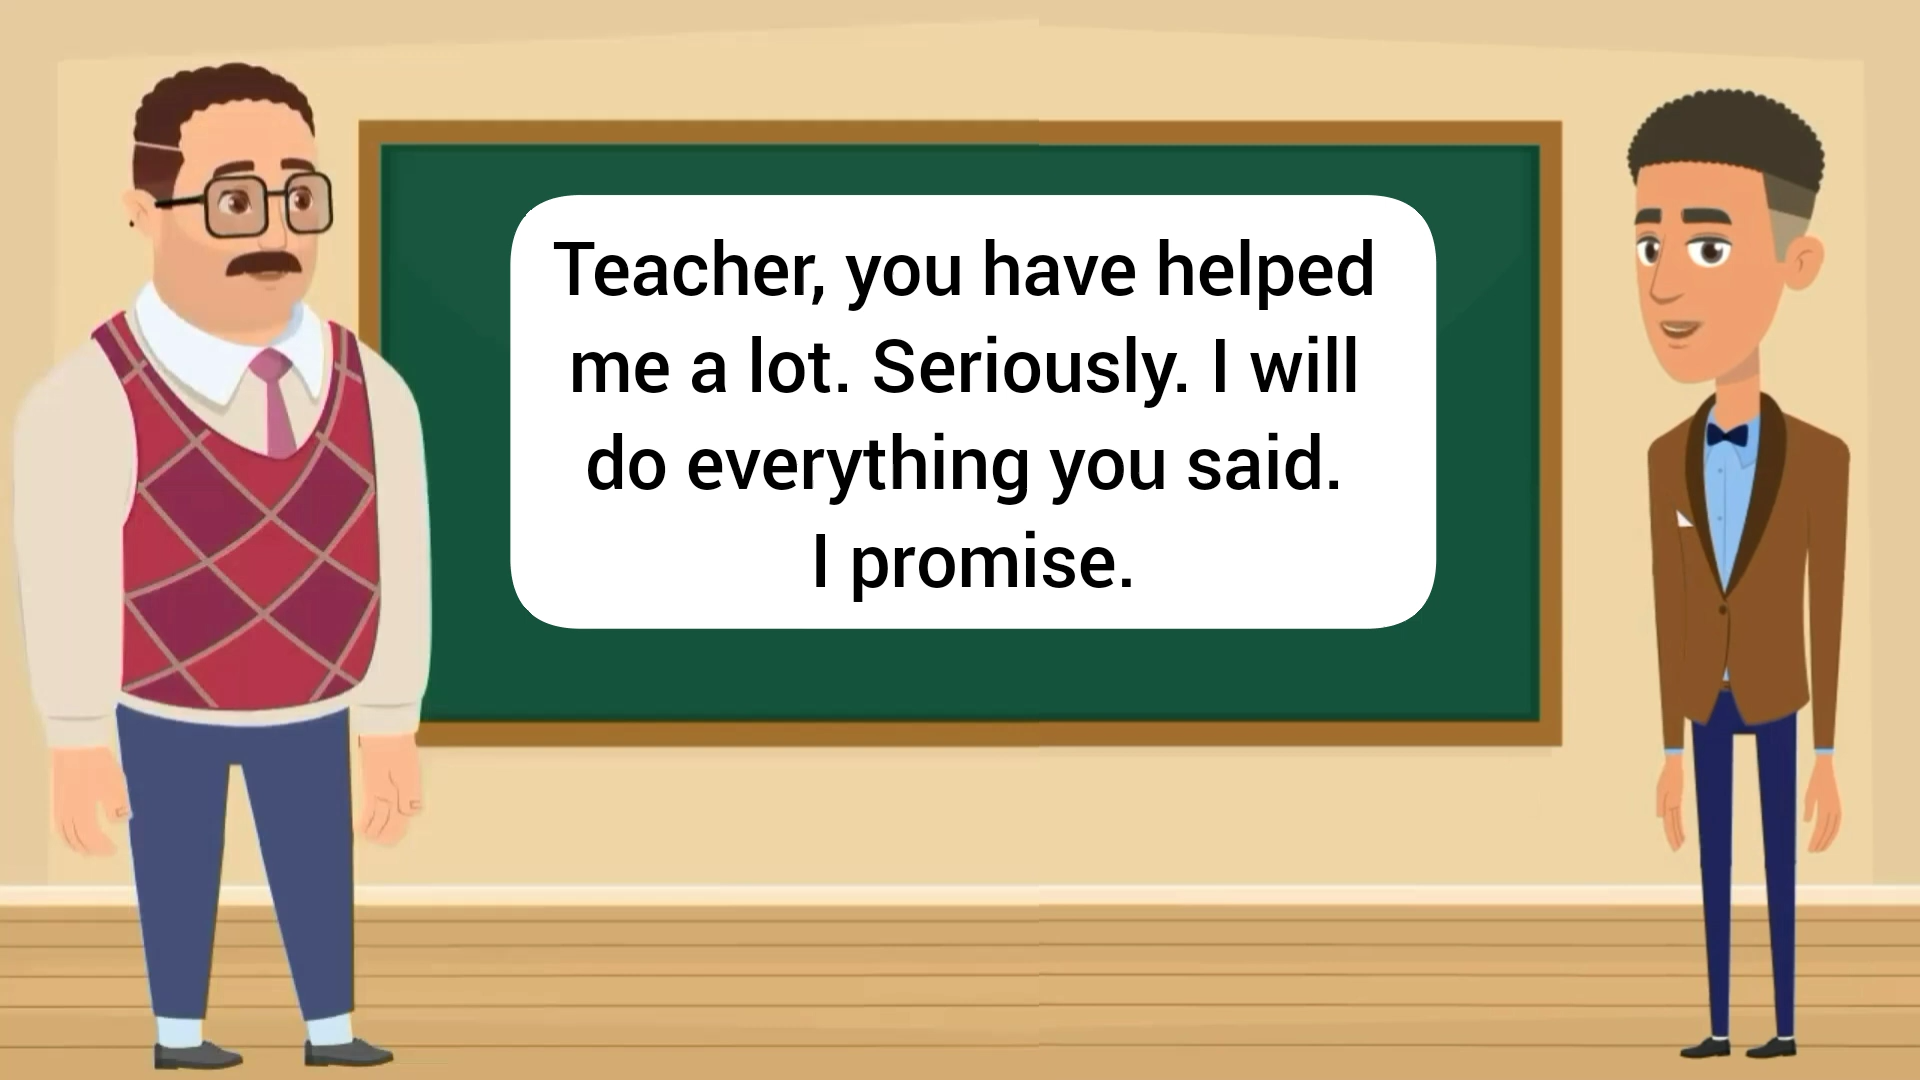 Teacher, you have helped
me a lot. Seriously. I will
do everything you said.
I promise.